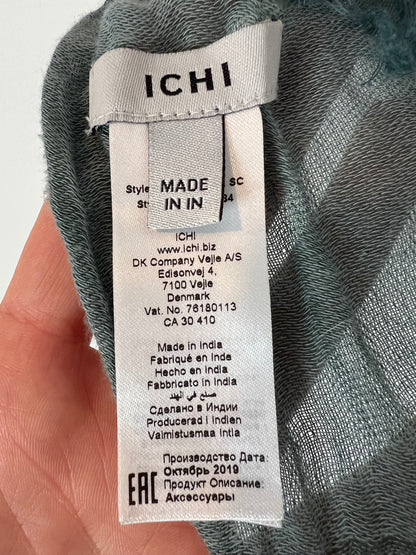 ICHI
MADE
IN IN
Style SC
St 34
ICHI
www.ichi.biz
DK Company Vejle A/S
Edisonvej 4,
7100 Vejle
Denmark
Vat. No. 76180113
CA 30 410
Made in India
Fabriqué en Inde
Hecho en India
Fabbricato in India
صنع في الهند
Сделано в Индии
Producerad i Indien
Valmistusmaa Intia
Производство Дата:
Октябрь 2019
EAC Продукт Описание:
Аксессуары